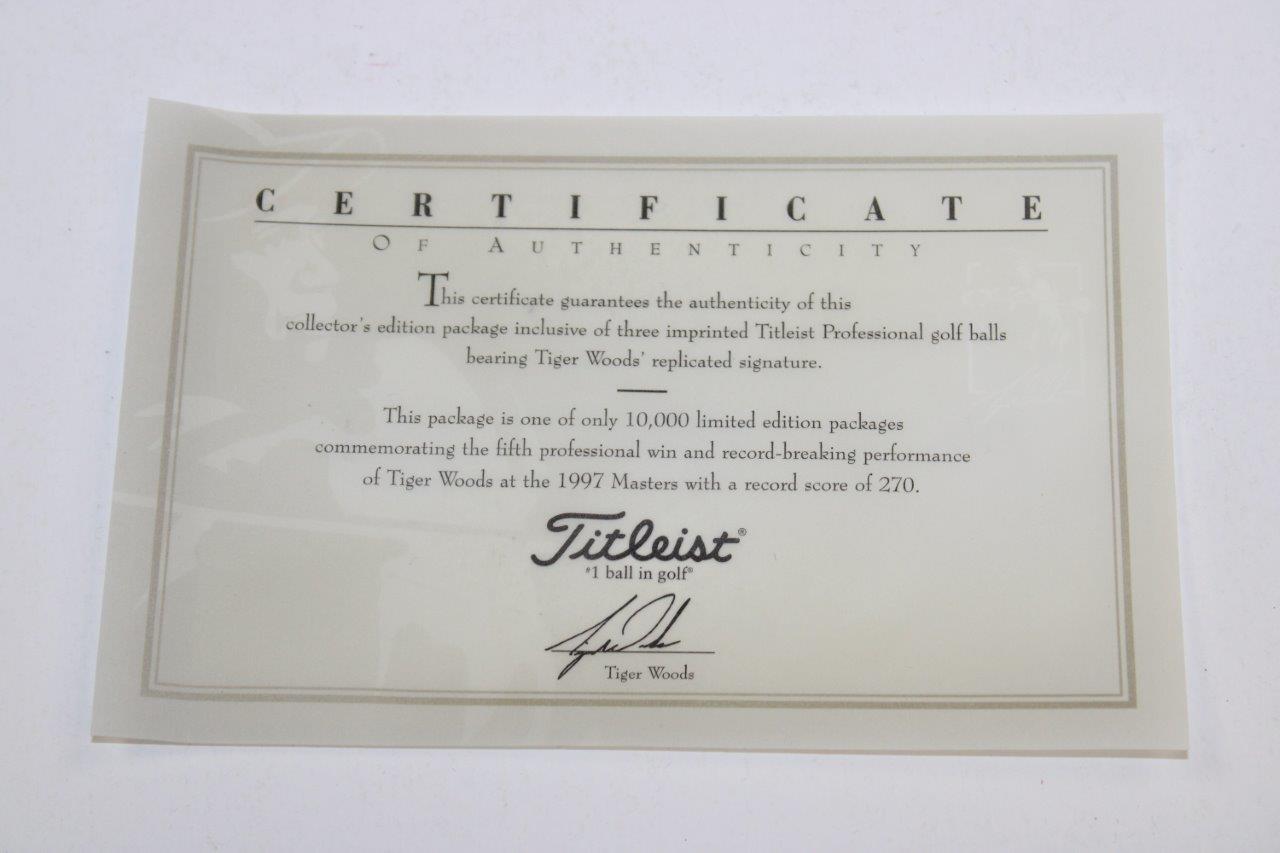 CERTIFICATE
OF AUTHENTICITY
This certificate guarantees the authenticity of this
collector's edition package inclusive of three imprinted Titleist Professional golf balls
bearing Tiger Woods' replicated signature.
This package is one of only 10,000 limited edition packages
commemorating the fifth professional win and record-breaking performance
of Tiger Woods at the 1997 Masters with a record score of 270.
Titleist®
#1 ball in golf®
Tiger Woods